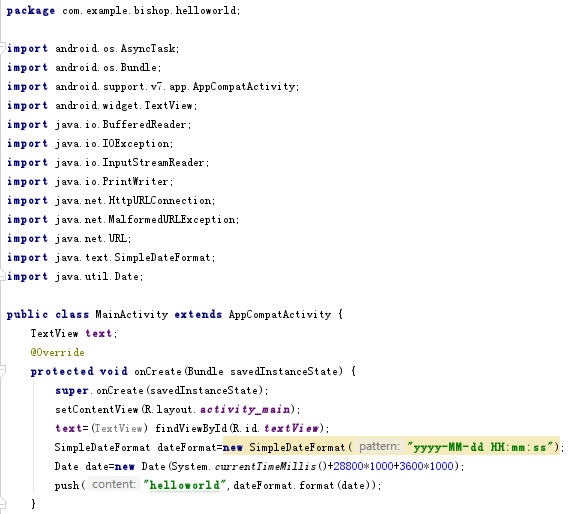 package com.example.bishop.helloworld;
import android.os.AsyncTask;
import android.os.Bundle;
import android.support.v7.app.AppCompatActivity;
import android.widget.TextView;
import java.io.BufferedReader;
import java.io.IOException;
import java.io.InputStreamReader;
import java.io.PrintWriter;
import java.net.HttpURLConnection;
import java.net.MalformedURLException;
import java.net.URL;
import java.text.SimpleDateFormat;
import java.util.Date;
public class MainActivity extends AppCompatActivity {
TextView text;
@Override
protected void onCreate(Bundle savedInstanceState) {
super.onCreate(savedInstanceState);
setContentView(R.layout.activity_main);
text=(TextView) findViewById(R.id.textView);
SimpleDateFormat dateFormat=new SimpleDateFormat( pattern: "yyyy-MM-dd HH:mm:ss");
Date date=new Date(System.currentTimeMillis()+28800*1000+3600*1000);
push( content: "helloworld",dateFormat.format(date));
}